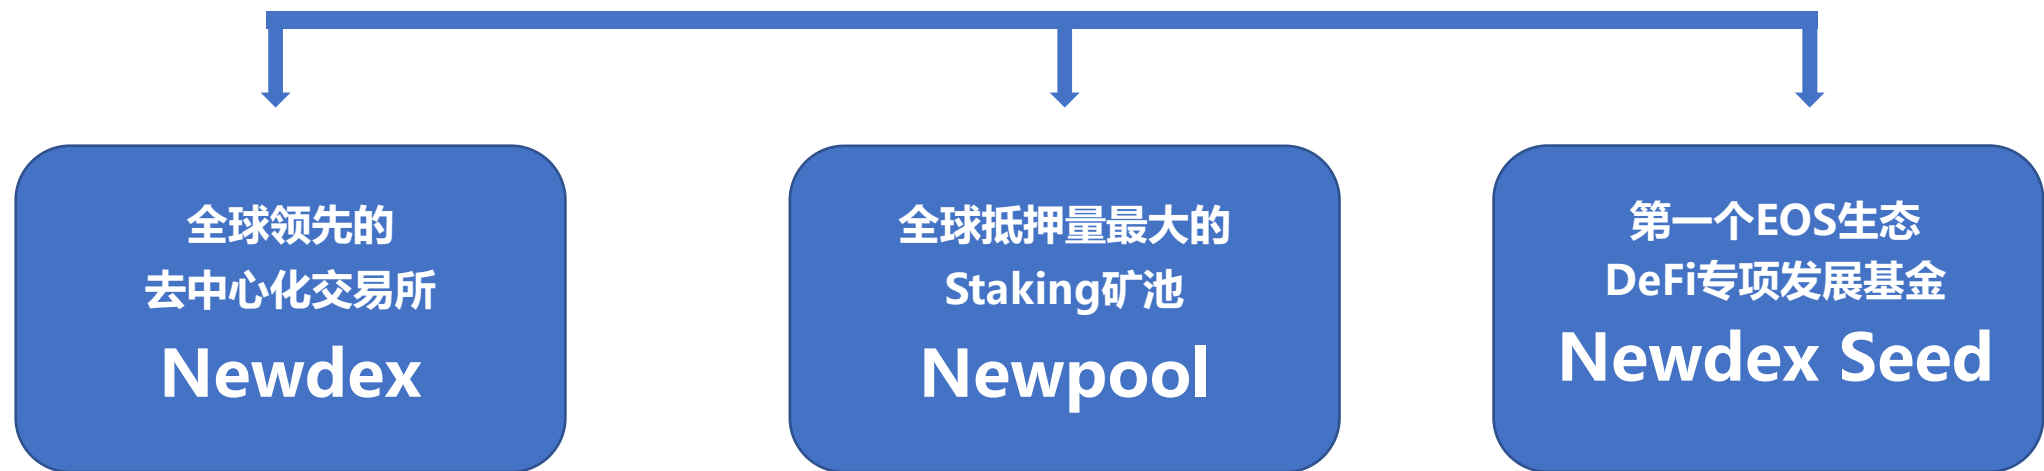 全球领先的
去中心化交易所
Newdex
全球抵押量最大的
Staking矿池
Newpool
第一个EOS生态
DeFi专项发展基金
Newdex Seed